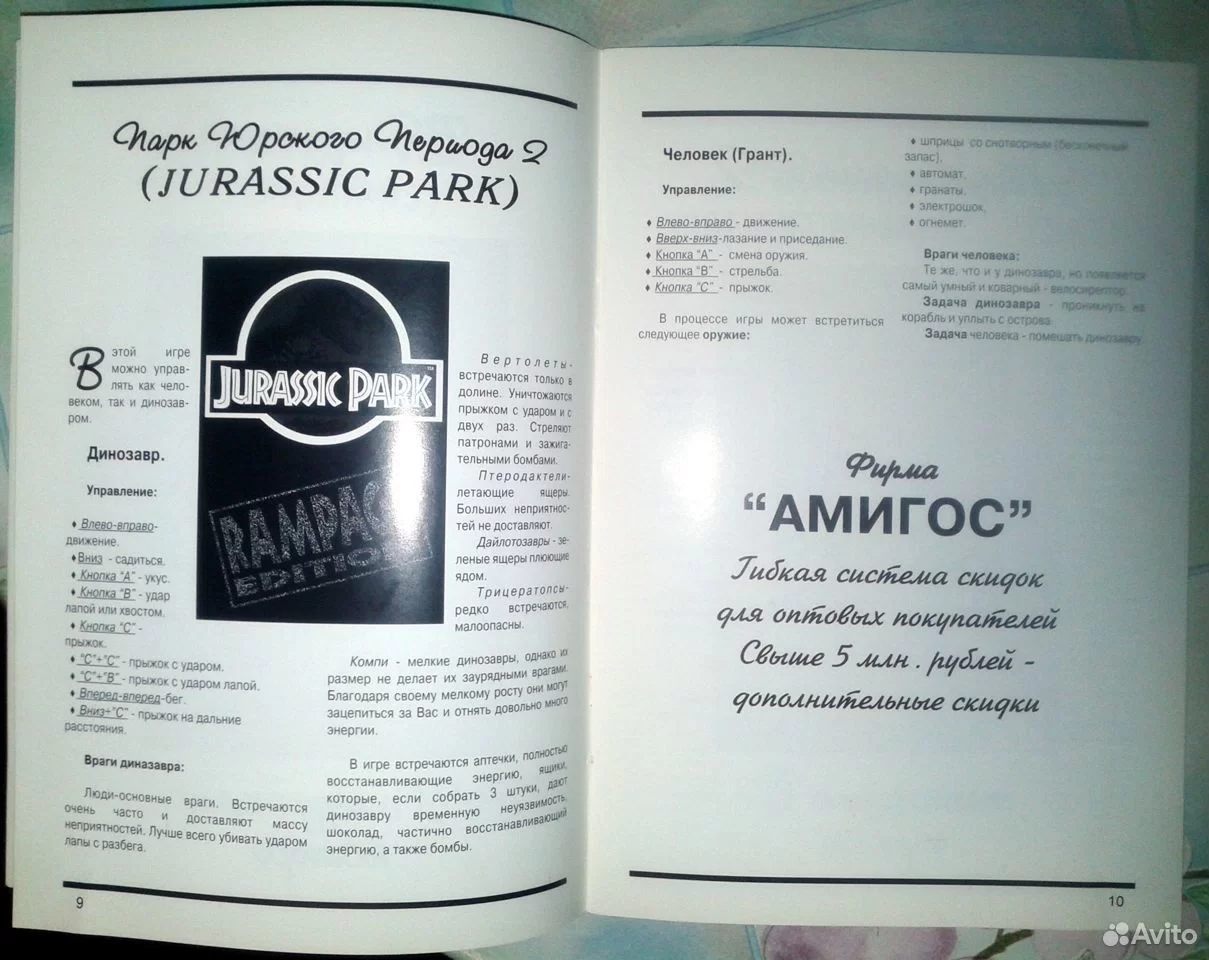 Парк Юрского Периода 2
(JURASSIC PARK)
JURASSIC PARK
TM
RAMPAGE
EDITION
В этой игре
можно управ-
лять как чело-
веком, так и динозав-
ром.
Динозавр.
Управление:
♦ Влево-вправо-
движение.
♦Вниз - садиться.
♦ Кнопка "А" - укус.
♦ Кнопка "В" - удар
лапой или хвостом.
♦ Кнопка "С" -
прыжок.
♦ "С"+"С" - прыжок с ударом.
♦ "С"+"В" - прыжок с ударом лапой.
♦ Вперед-вперед-бег.
♦ Вниз+"С" - прыжок на дальние
расстояния.
Враги диназавра:
Люди-основные враги. Встречаются
очень часто и доставляют массу
неприятностей. Лучше всего убивать ударом
лапы с разбега.
Вертолеты-
встречаются только в
долине. Уничтожаются
прыжком с ударом и с
двух раз. Стреляют
патронами и зажига-
тельными бомбами.
Птеродактели-
летающие ящеры.
Больших неприятнос-
тей не доставляют.
Дайлотозавры - зе-
леные ящеры плюющие
ядом.
Трицератопсы-
редко встречаются,
малоопасны.
Компи - мелкие динозавры, однако их
размер не делает их заурядными врагами.
Благодаря своему мелкому росту они могут
зацепиться за Вас и отнять довольно много
энергии.
В игре встречаются аптечки, полностью
восстанавливающие энергию, ящики,
которые, если собрать 3 штуки, дают
динозавру временную неуязвимость,
шоколад, частично восстанавливающий
энергию, а также бомбы.
9
Человек (Грант).
Управление:
♦ Влево-вправо - движение.
♦ Вверх-вниз-лазание и приседание.
♦ Кнопка "А" - смена оружия.
♦ Кнопка "В" - стрельба.
♦ Кнопка "С" - прыжок.
В процессе игры может встретиться
следующее оружие:
♦ шприцы со снотворным (бесконечный
запас).
♦ автомат.
♦ гранаты.
♦ электрошок.
♦ огнемет.
Враги человека:
Те же, что и у динозавра, но появляется
самый умный и коварный - велосирептор.
Задача динозавра - проникнуть на
корабль и уплыть с острова.
Задача человека - помешать динозавру.
Фирма
"АМИГОС"
Гибкая система скидок
для оптовых покупателей
Свыше 5 млн. рублей -
дополнительные скидки
10
Avito